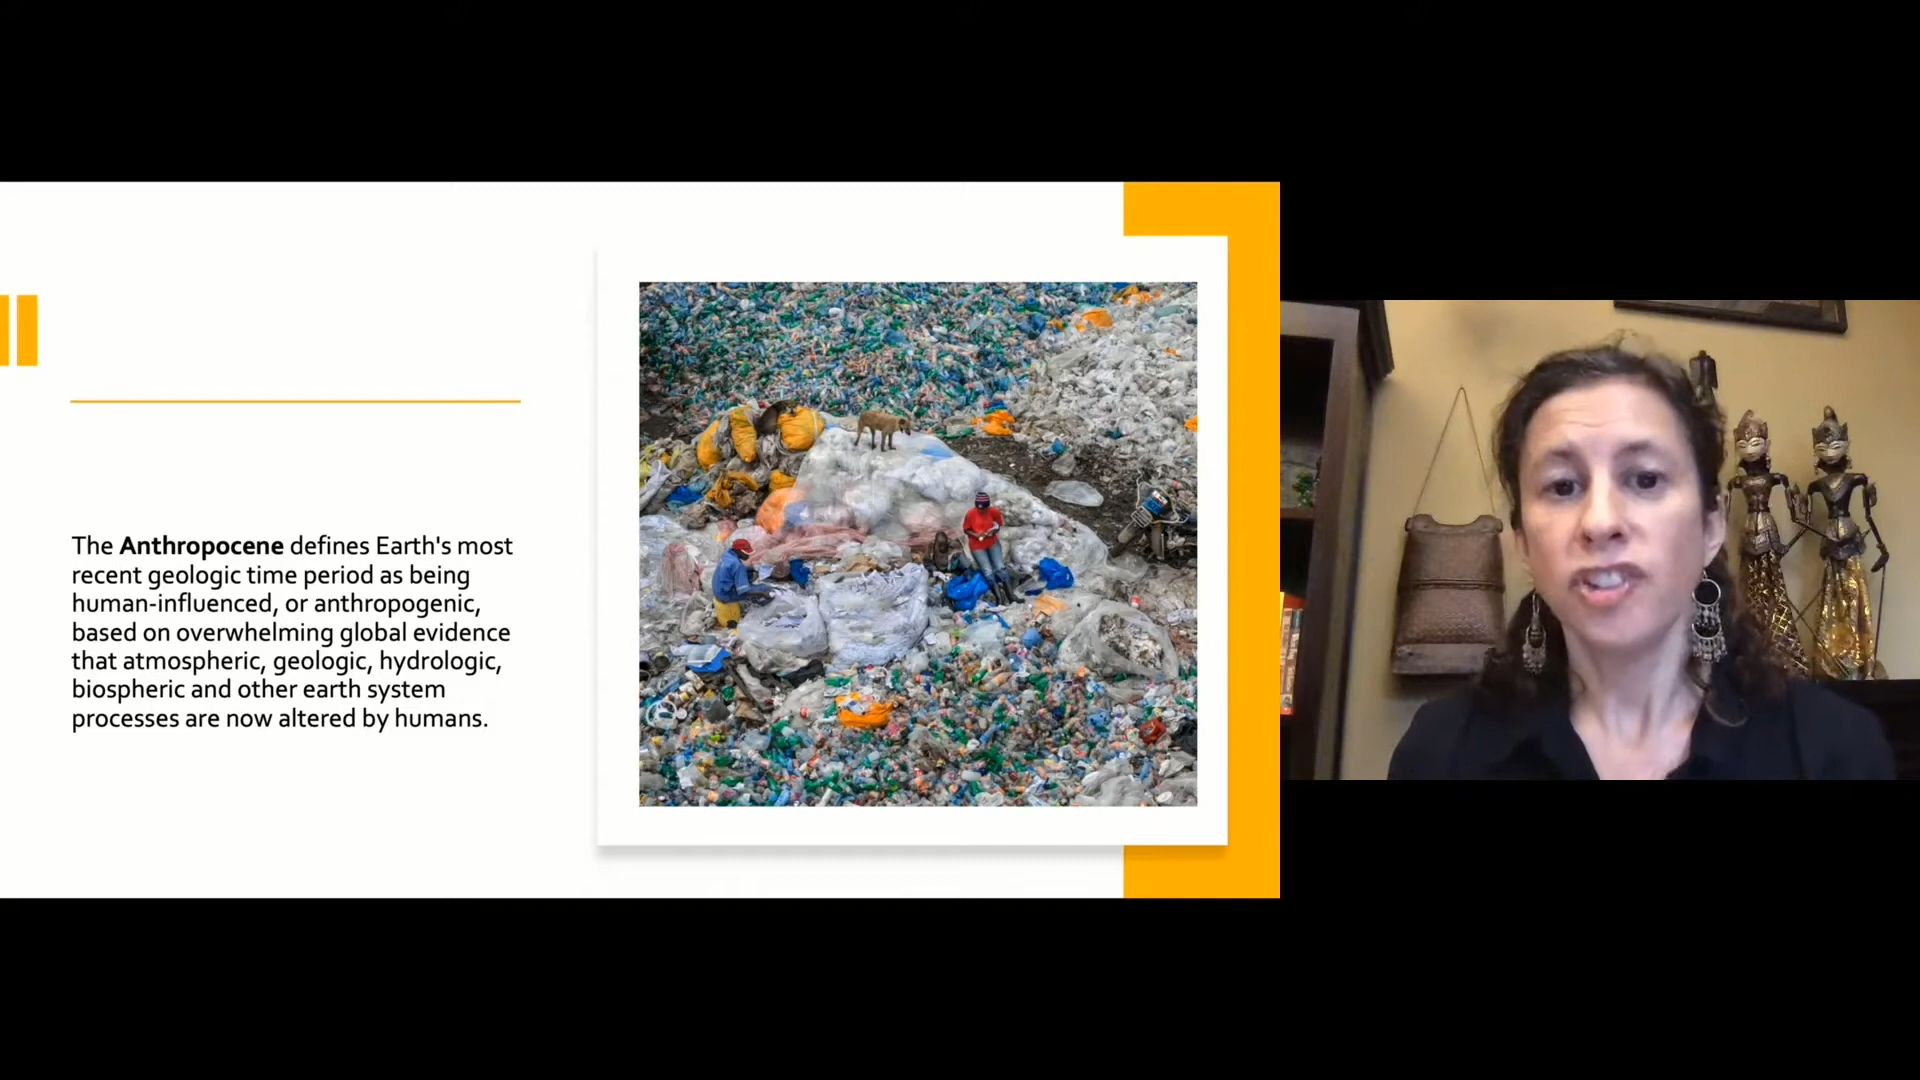 The Anthropocene defines Earth's most
recent geologic time period as being
human-influenced, or anthropogenic,
based on overwhelming global evidence
that atmospheric, geologic, hydrologic,
biospheric and other earth system
processes are now altered by humans.